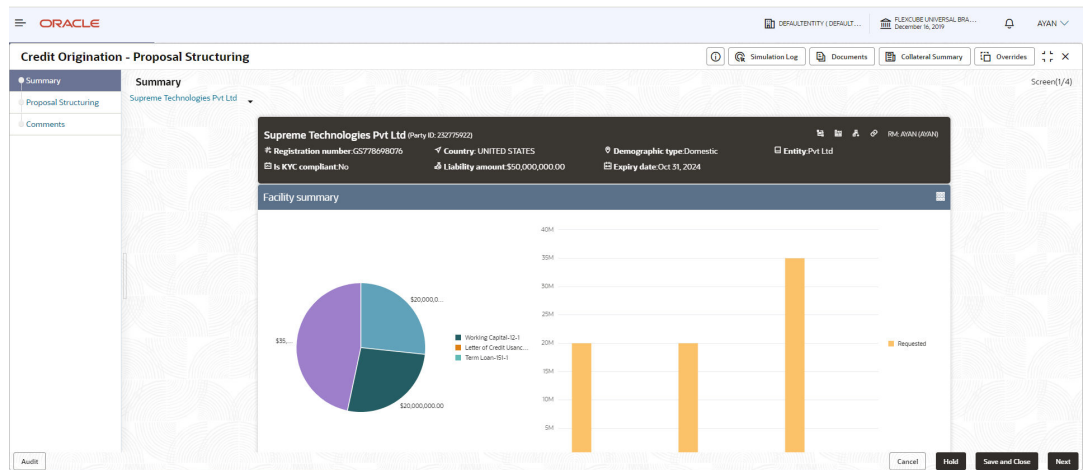 ORACLE
DEFAULTENTITY ( DEFAULT...
FLEXCUBE UNIVERSAL BRA...
December 16, 2019
AYAN
Credit Origination - Proposal Structuring
Simulation Log
Documents
Collateral Summary
Overrides
Summary
Proposal Structuring
Comments
Summary
Screen(1/4)
Supreme Technologies Pvt Ltd
Supreme Technologies Pvt Ltd (Party ID: 232775922)
RM: AYAN (AYAN)
Registration number:GS778698076 Country: UNITED STATES Demographic type:Domestic Entity:Pvt Ltd
Is KYC compliant:No Liability amount:$50,000,000.00 Expiry date:Oct 31, 2024
Facility summary
$20,000,0...
$35,...
$20,000,000.00
Working Capital-12-1
Letter of Credit Usanc...
Term Loan-151-1
40M
35M
30M
25M
20M
15M
10M
5M
Requested
Audit
Cancel
Hold
Save and Close
Next